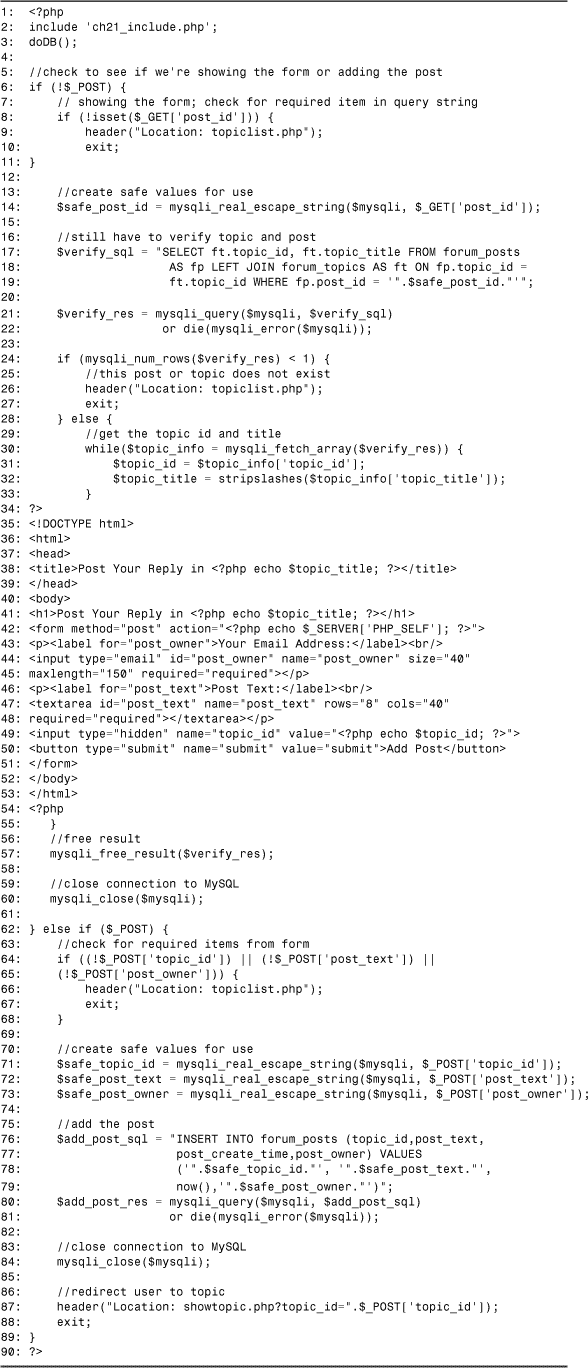 1: <?php
2: include 'ch21_include.php';
3: doDB();
4:
5: //check to see if we're showing the form or adding the post
6: if (!$_POST) {
7:     // showing the form; check for required item in query string
8:     if (!isset($_GET['post_id'])) {
9:         header("Location: topiclist.php");
10:         exit;
11: }
12:
13:     //create safe values for use
14:     $safe_post_id = mysqli_real_escape_string($mysqli, $_GET['post_id']);
15:
16:     //still have to verify topic and post
17:     $verify_sql = "SELECT ft.topic_id, ft.topic_title FROM forum_posts
18:                     AS fp LEFT JOIN forum_topics AS ft ON fp.topic_id =
19:                     ft.topic_id WHERE fp.post_id = '".$safe_post_id."'";
20:
21:     $verify_res = mysqli_query($mysqli, $verify_sql)
22:                    or die(mysqli_error($mysqli));
23:
24:     if (mysqli_num_rows($verify_res) < 1) {
25:         //this post or topic does not exist
26:         header("Location: topiclist.php");
27:         exit;
28:     } else {
29:         //get the topic id and title
30:         while($topic_info = mysqli_fetch_array($verify_res)) {
31:             $topic_id = $topic_info['topic_id'];
32:             $topic_title = stripslashes($topic_info['topic_title']);
33:         }
34: ?>
35: <!DOCTYPE html>
36: <html>
37: <head>
38: <title>Post Your Reply in <?php echo $topic_title; ?></title>
39: </head>
40: <body>
41: <h1>Post Your Reply in <?php echo $topic_title; ?></h1>
42: <form method="post" action="<?php echo $_SERVER['PHP_SELF']; ?>">
43: <p><label for="post_owner">Your Email Address:</label><br/>
44: <input type="email" id="post_owner" name="post_owner" size="40"
45: maxlength="150" required="required"></p>
46: <p><label for="post_text">Post Text:</label><br/>
47: <textarea id="post_text" name="post_text" rows="8" cols="40"
48: required="required"></textarea></p>
49: <input type="hidden" name="topic_id" value="<?php echo $topic_id; ?>">
50: <button type="submit" name="submit" value="submit">Add Post</button>
51: </form>
52: </body>
53: </html>
54: <?php
55:    }
56:    //free result
57:    mysqli_free_result($verify_res);
58:
59:    //close connection to MySQL
60:    mysqli_close($mysqli);
61:
62: } else if ($_POST) {
63:     //check for required items from form
64:     if ((!$_POST['topic_id']) || (!$_POST['post_text']) ||
65:     (!$_POST['post_owner'])) {
66:         header("Location: topiclist.php");
67:         exit;
68:     }
69:
70:     //create safe values for use
71:     $safe_topic_id = mysqli_real_escape_string($mysqli, $_POST['topic_id']);
72:     $safe_post_text = mysqli_real_escape_string($mysqli, $_POST['post_text']);
73:     $safe_post_owner = mysqli_real_escape_string($mysqli, $_POST['post_owner']);
74:
75:     //add the post
76:     $add_post_sql = "INSERT INTO forum_posts (topic_id,post_text,
77:                      post_create_time,post_owner) VALUES
78:                      ('".$safe_topic_id."', '".$safe_post_text."',
79:                      now(),'".$safe_post_owner."')";
80:     $add_post_res = mysqli_query($mysqli, $add_post_sql)
81:                     or die(mysqli_error($mysqli));
82:
83:     //close connection to MySQL
84:     mysqli_close($mysqli);
85:
86:     //redirect user to topic
87:     header("Location: showtopic.php?topic_id=".$_POST['topic_id']);
88:     exit;
89: }
90: ?>